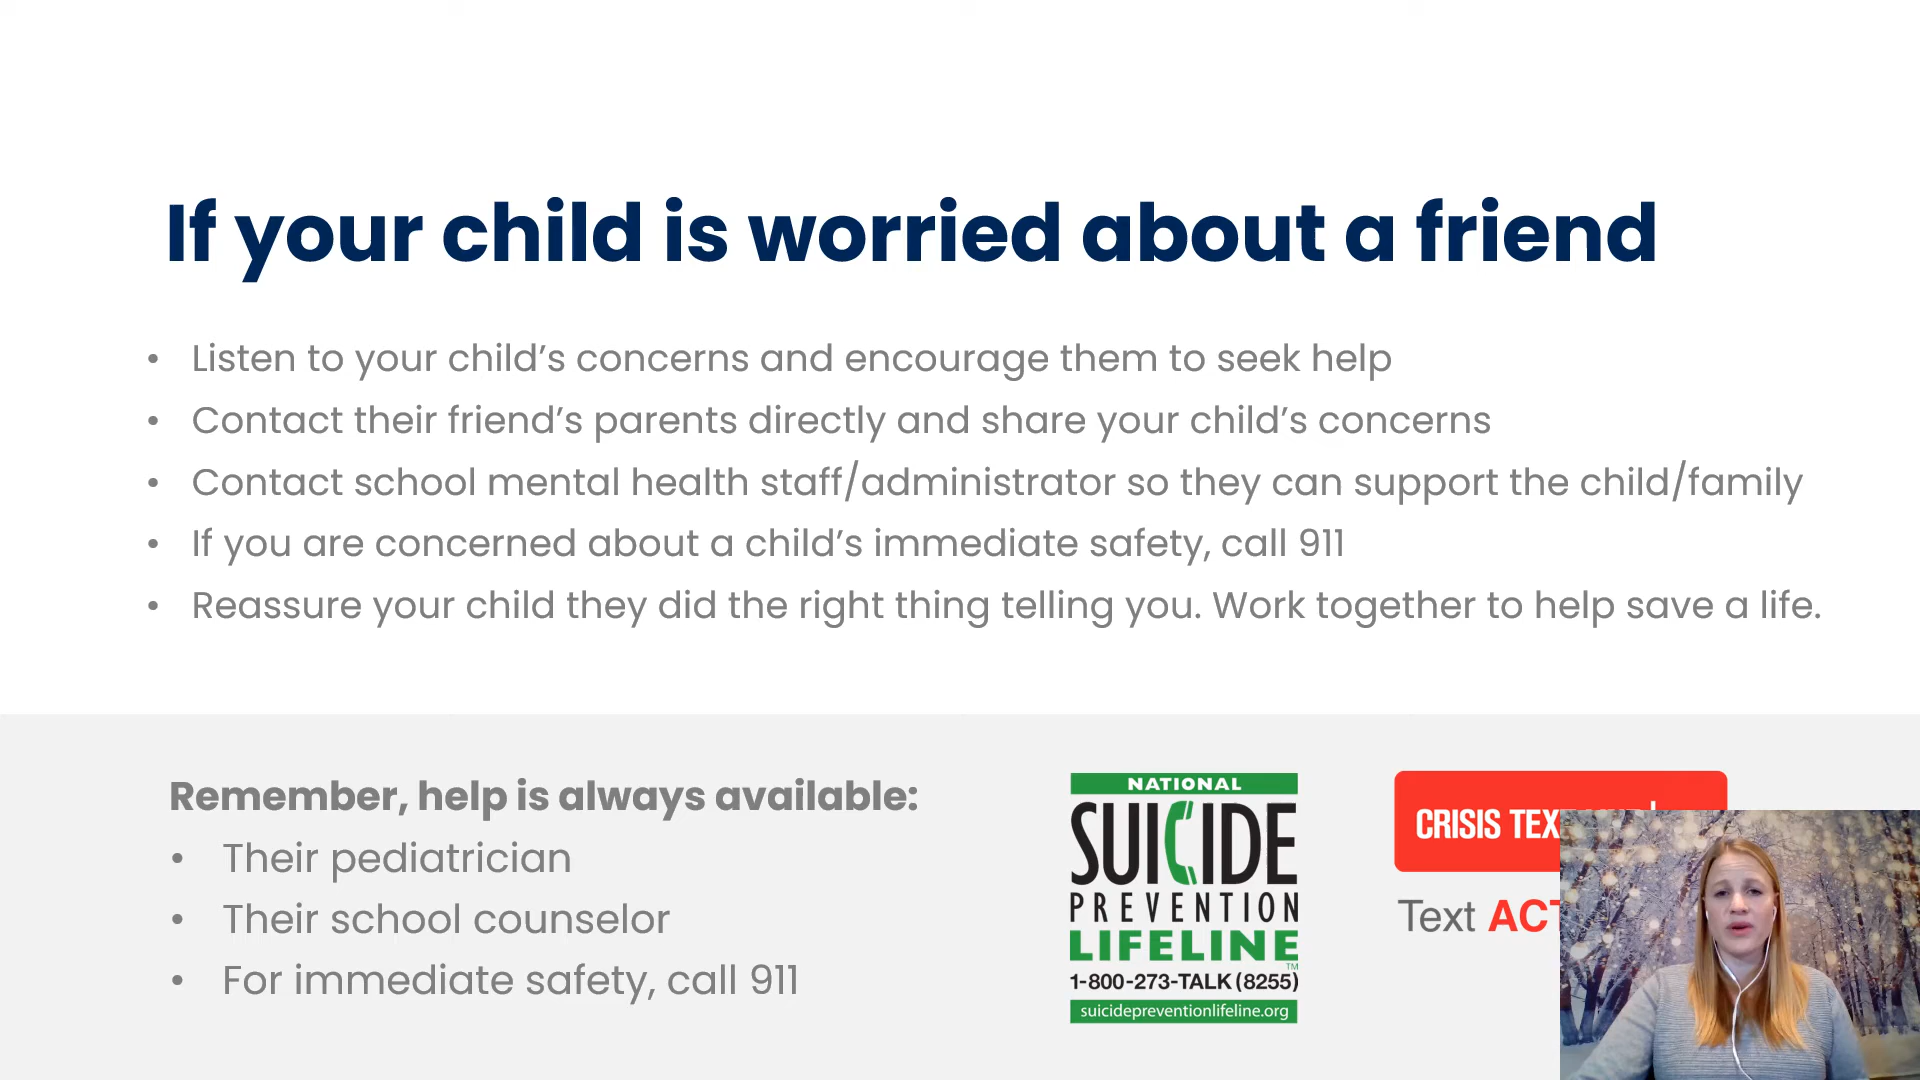 If your child is worried about a friend
• Listen to your child’s concerns and encourage them to seek help
• Contact their friend’s parents directly and share your child’s concerns
• Contact school mental health staff/administrator so they can support the child/family
• If you are concerned about a child’s immediate safety, call 911
• Reassure your child they did the right thing telling you. Work together to help save a life.
Remember, help is always available:
• Their pediatrician
• Their school counselor
• For immediate safety, call 911
NATIONAL
SUICIDE
PREVENTION
LIFELINE™
1-800-273-TALK (8255)
suicidepreventionlifeline.org
CRISIS
Text